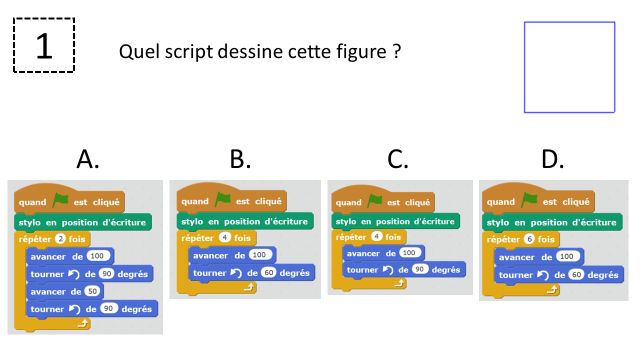 1
Quel script dessine cette figure ?
A.
quand est cliqué
stylo en position d'écriture
répéter 2 fois
avancer de 100
tourner de 90 degrés
avancer de 50
tourner de 90 degrés
B.
quand est cliqué
stylo en position d'écriture
répéter 4 fois
avancer de 100
tourner de 60 degrés
C.
quand est cliqué
stylo en position d'écriture
répéter 4 fois
avancer de 100
tourner de 90 degrés
D.
quand est cliqué
stylo en position d'écriture
répéter 6 fois
avancer de 100
tourner de 60 degrés